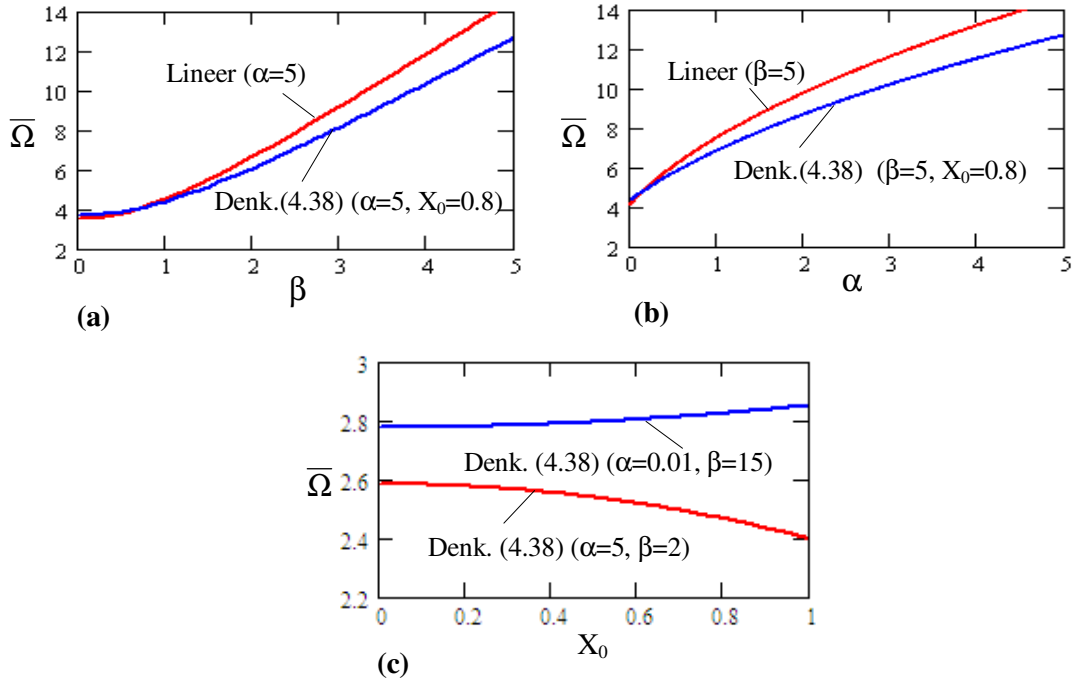 14
12
10
8
6
4
2
Ω
Lineer (α=5)
Denk.(4.38) (α=5, X₀=0.8)
0 1 2 3 4 5
β
(a)
14
12
10
8
6
4
2
Ω
Lineer (β=5)
Denk.(4.38) (β=5, X₀=0.8)
0 1 2 3 4 5
α
(b)
3
2.8
2.6
2.4
2.2
Ω
Denk. (4.38) (α=0.01, β=15)
Denk. (4.38) (α=5, β=2)
0 0.2 0.4 0.6 0.8 1
X₀
(c)